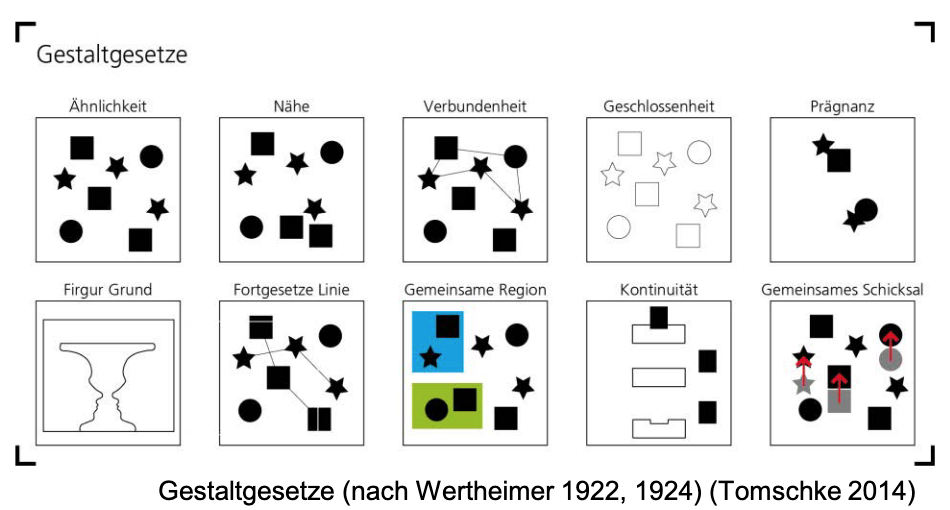 Gestaltgesetze
Ähnlichkeit
Nähe
Verbundenheit
Geschlossenheit
Prägnanz
Firgur Grund
Fortgesetze Linie
Gemeinsame Region
Kontinuität
Gemeinsames Schicksal
Gestaltgesetze (nach Wertheimer 1922, 1924) (Tomschke 2014)